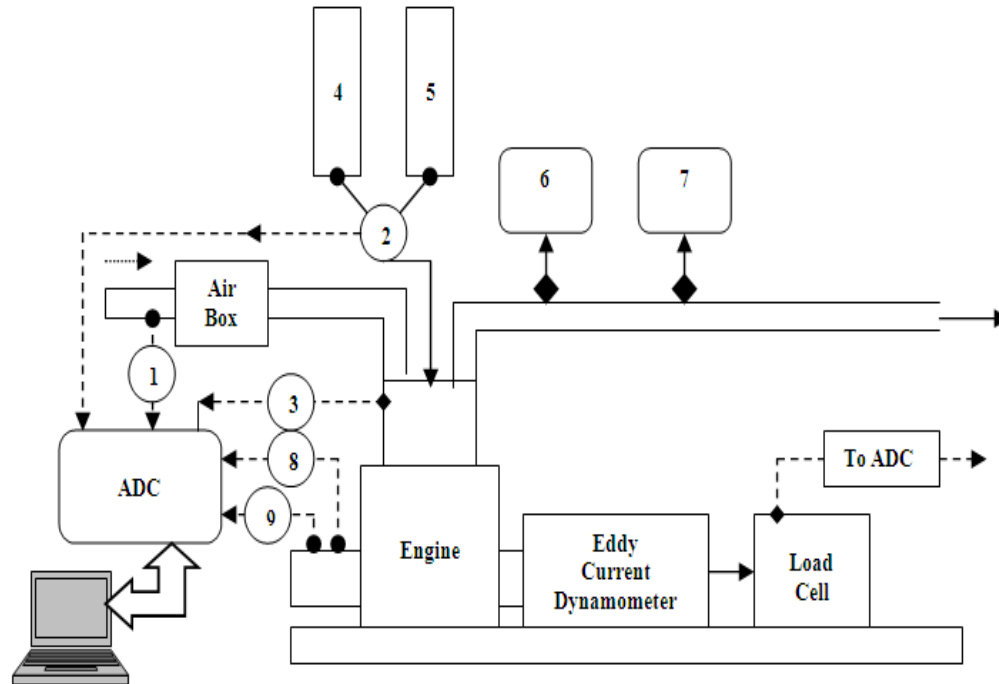 4
5
6
7
2
Air
Box
1
3
8
To ADC
ADC
9
Engine
Eddy
Current
Dynamometer
Load
Cell